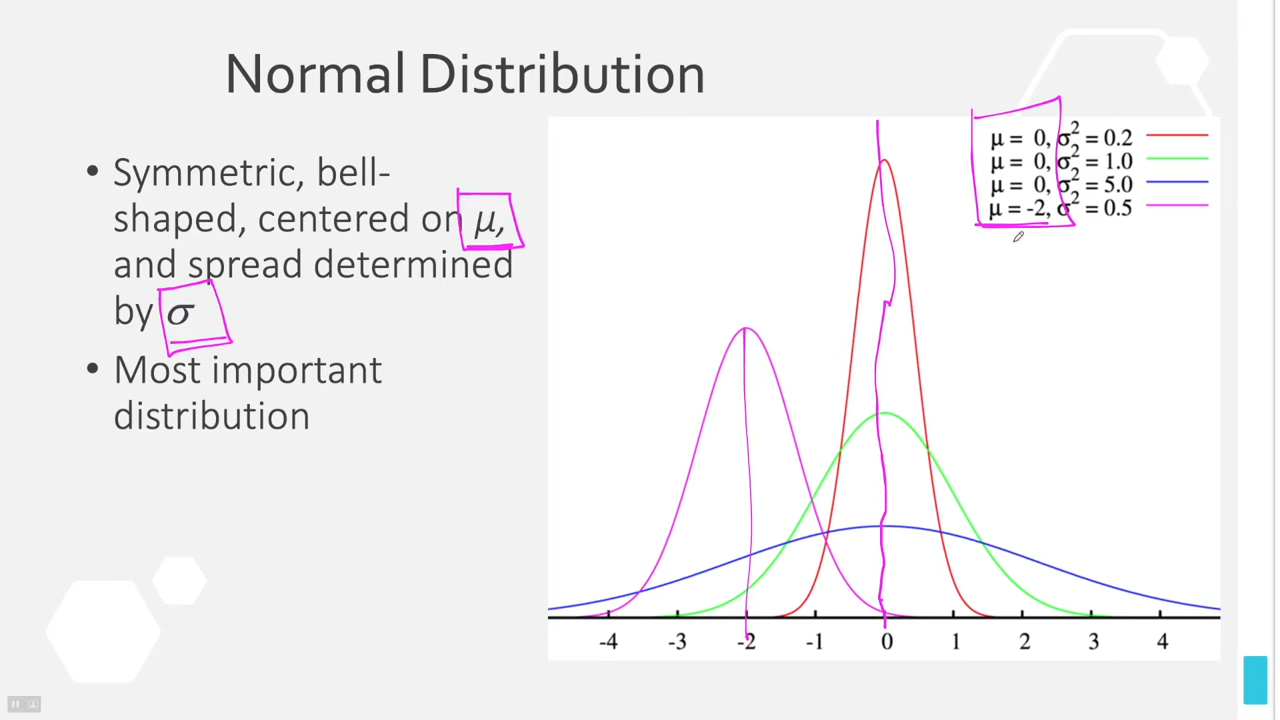 Normal Distribution
• Symmetric, bell-
shaped, centered on μ,
and spread determined
by σ
• Most important
distribution
μ = 0, σ² = 0.2
μ = 0, σ² = 1.0
μ = 0, σ² = 5.0
μ = -2, σ² = 0.5
-4 -3 -2 -1 0 1 2 3 4